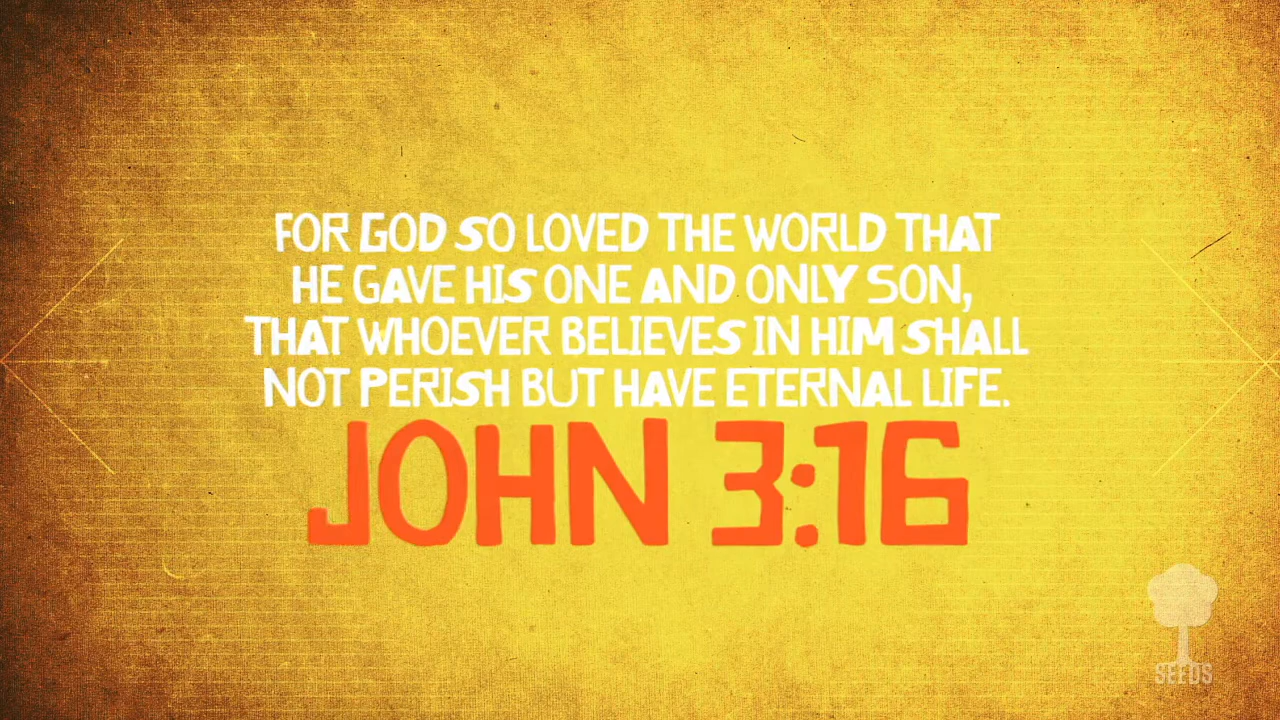 FOR GOD SO LOVED THE WORLD THAT
HE GAVE HIS ONE AND ONLY SON,
THAT WHOEVER BELIEVES IN HIM SHALL
NOT PERISH BUT HAVE ETERNAL LIFE.
JOHN 3:16
SEEDS